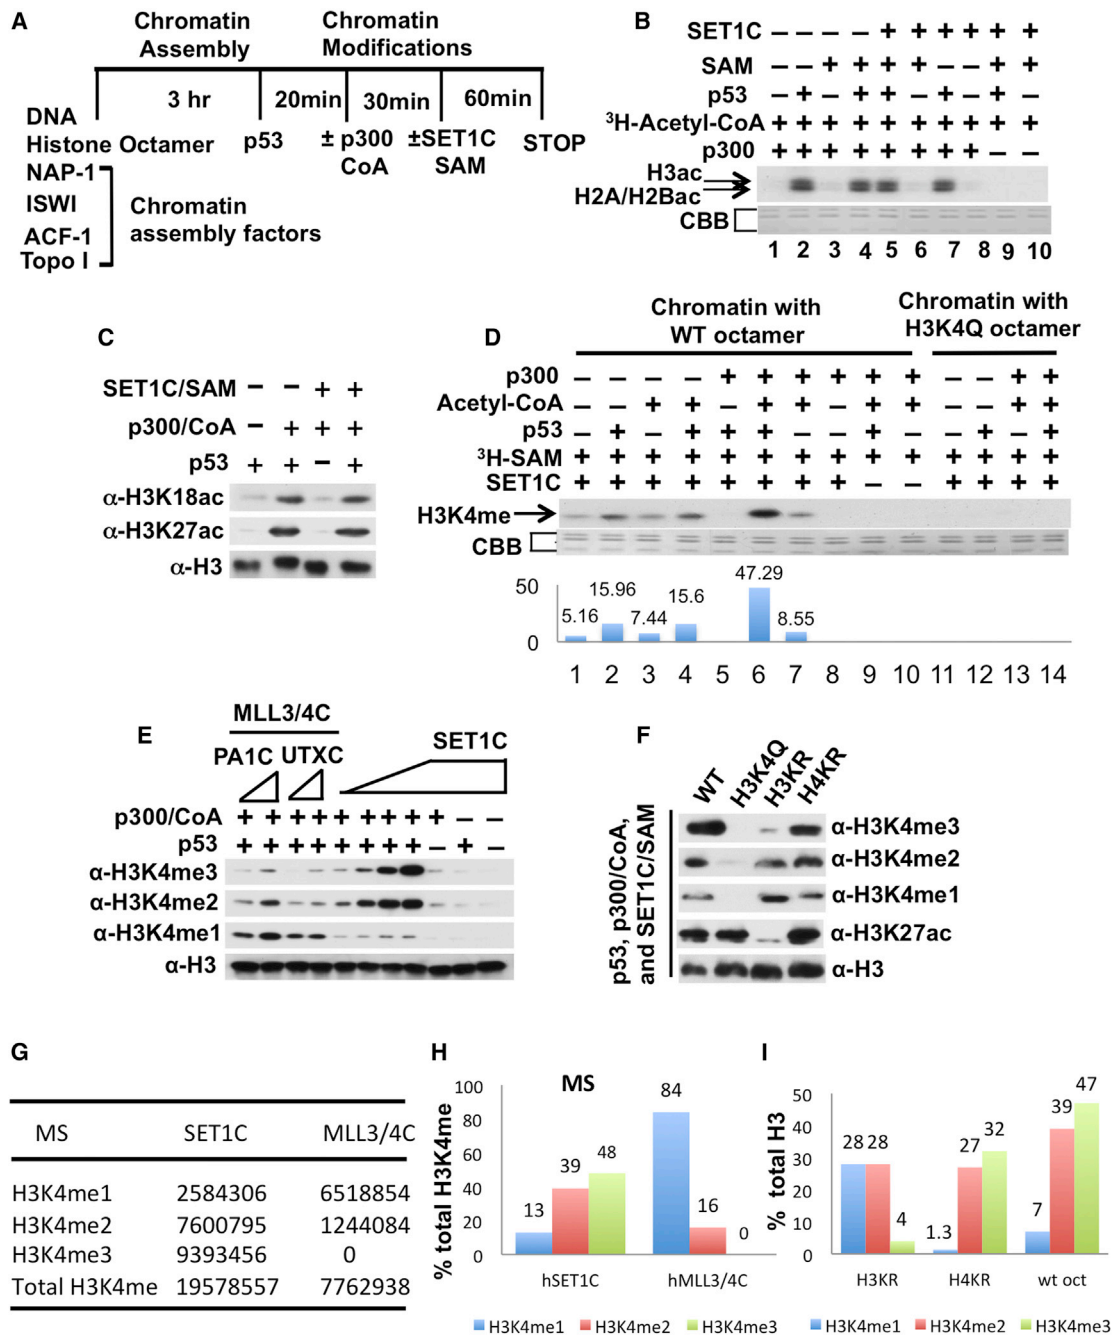 A
Chromatin Assembly
Chromatin Modifications
3 hr
20min
30min
60min
DNA
Histone Octamer
p53
± p300
CoA
±SET1C
SAM
STOP
NAP-1
ISWI
ACF-1
Topo I
Chromatin
assembly factors
B
SET1C – – – – + + + + + +
SAM – – + + + + – – + +
p53 – + – + + – + – + –
³H-Acetyl-CoA + + + + + + + + + +
p300 + + + + + + + + – –
H3ac
H2A/H2Bac
CBB
1 2 3 4 5 6 7 8 9 10
C
SET1C/SAM – – + +
p300/CoA – + + +
p53 + + – +
α-H3K18ac
α-H3K27ac
α-H3
D
Chromatin with
WT octamer
Chromatin with
H3K4Q octamer
p300 – – – – + + + + + + – – + +
Acetyl-CoA – – + + – + + – + + – – + +
p53 – + – + + + – – + – – + – +
³H-SAM + + + + + + + + + + + + + +
SET1C + + + + + + + + – – + + + +
H3K4me
CBB
50
0
5.16
15.96
7.44
15.6
47.29
8.55
1 2 3 4 5 6 7 8 9 10 11 12 13 14
E
MLL3/4C
PA1C UTXC
SET1C
p300/CoA + + + + + + + + + – –
p53 + + + + + + + + – + –
α-H3K4me3
α-H3K4me2
α-H3K4me1
α-H3
F
WT
H3K4Q
H3KR
H4KR
p53, p300/CoA,
and SET1C/SAM
α-H3K4me3
α-H3K4me2
α-H3K4me1
α-H3K27ac
α-H3
G
MS SET1C MLL3/4C
H3K4me1 2584306 6518854
H3K4me2 7600795 1244084
H3K4me3 9393456 0
Total H3K4me 19578557 7762938
H
MS
% total H3K4me
100
80
60
40
20
0
13
39
48
84
16
0
hSET1C
hMLL3/4C
H3K4me1 H3K4me2 H3K4me3
I
% total H3
50
40
30
20
10
0
28
28
4
1.3
27
32
7
39
47
H3KR
H4KR
wt oct
H3K4me1 H3K4me2 H3K4me3